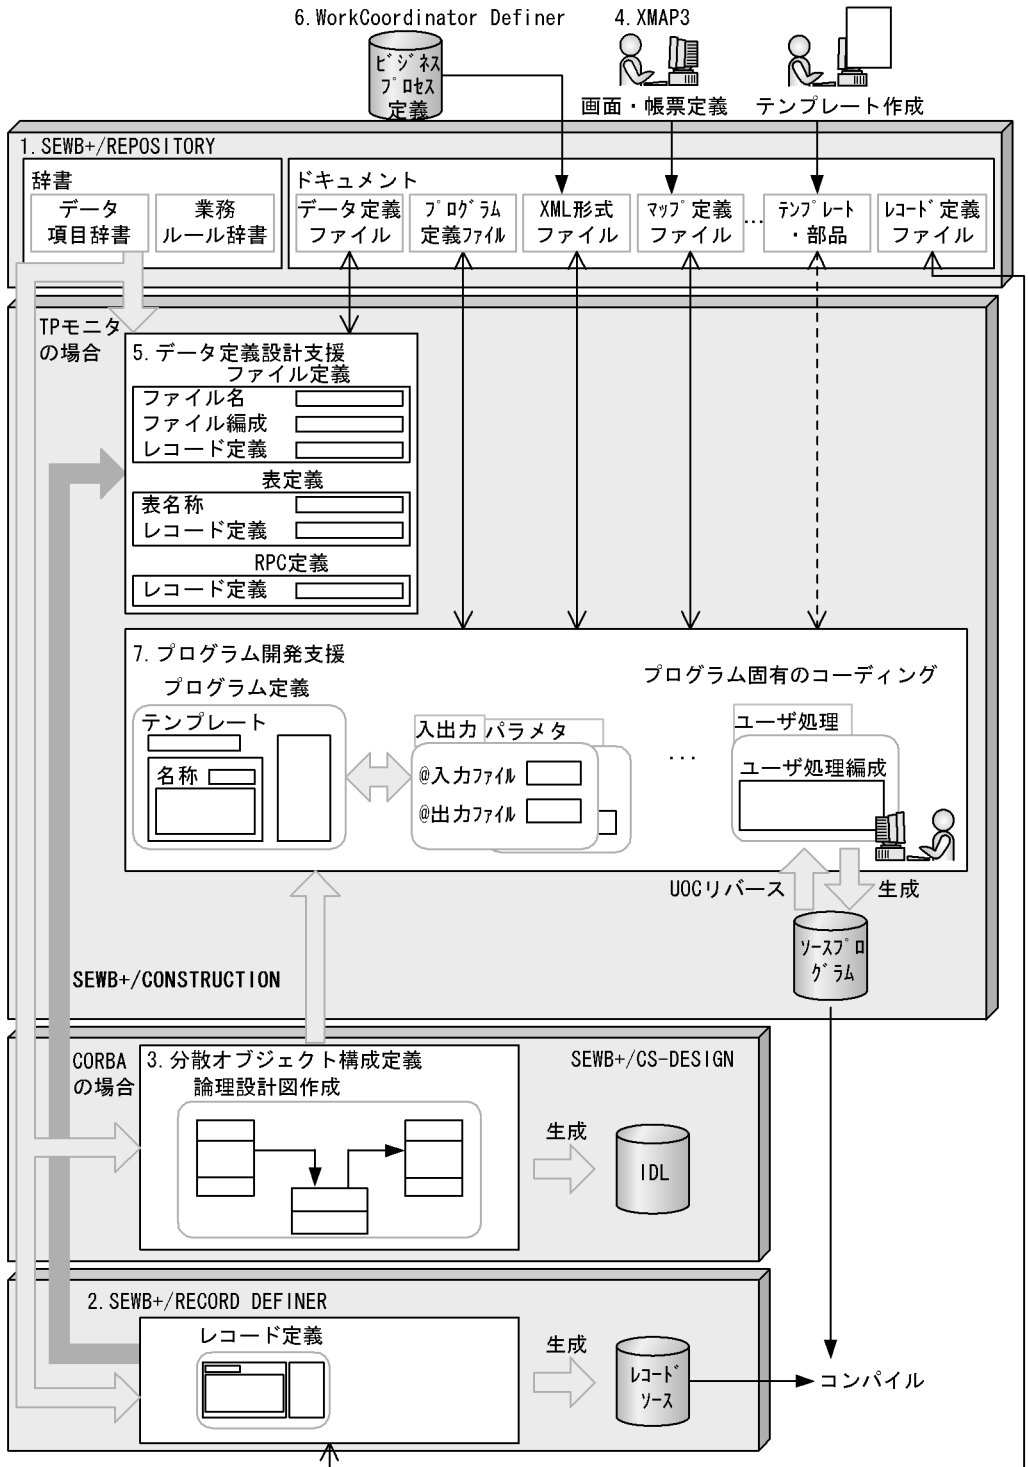 6.WorkCoordinator Definer
4.XMAP3
ビジネス
プロセス
定義
画面・帳票定義
テンプレート作成
1.SEWB+/REPOSITORY
辞書
データ
項目辞書
業務
ルール辞書
ドキュメント
データ定義
ファイル
プログラム
定義ファイル
XML形式
ファイル
マップ定義
ファイル
...
テンプレート
・部品
レコード定義
ファイル
TPモニタ
の場合
5.データ定義設計支援
ファイル定義
ファイル名
ファイル編成
レコード定義
表定義
表名称
レコード定義
RPC定義
レコード定義
7.プログラム開発支援
プログラム定義
プログラム固有のコーディング
テンプレート
名称
入出力
パラメタ
@入力ファイル
@出力ファイル
...
ユーザ処理
ユーザ処理編成
UOCリバース
生成
ソースプロ
グラム
SEWB+/CONSTRUCTION
CORBA
の場合
3.分散オブジェクト構成定義
論理設計図作成
SEWB+/CS-DESIGN
生成
IDL
2.SEWB+/RECORD DEFINER
レコード定義
生成
レコード
ソース
コンパイル